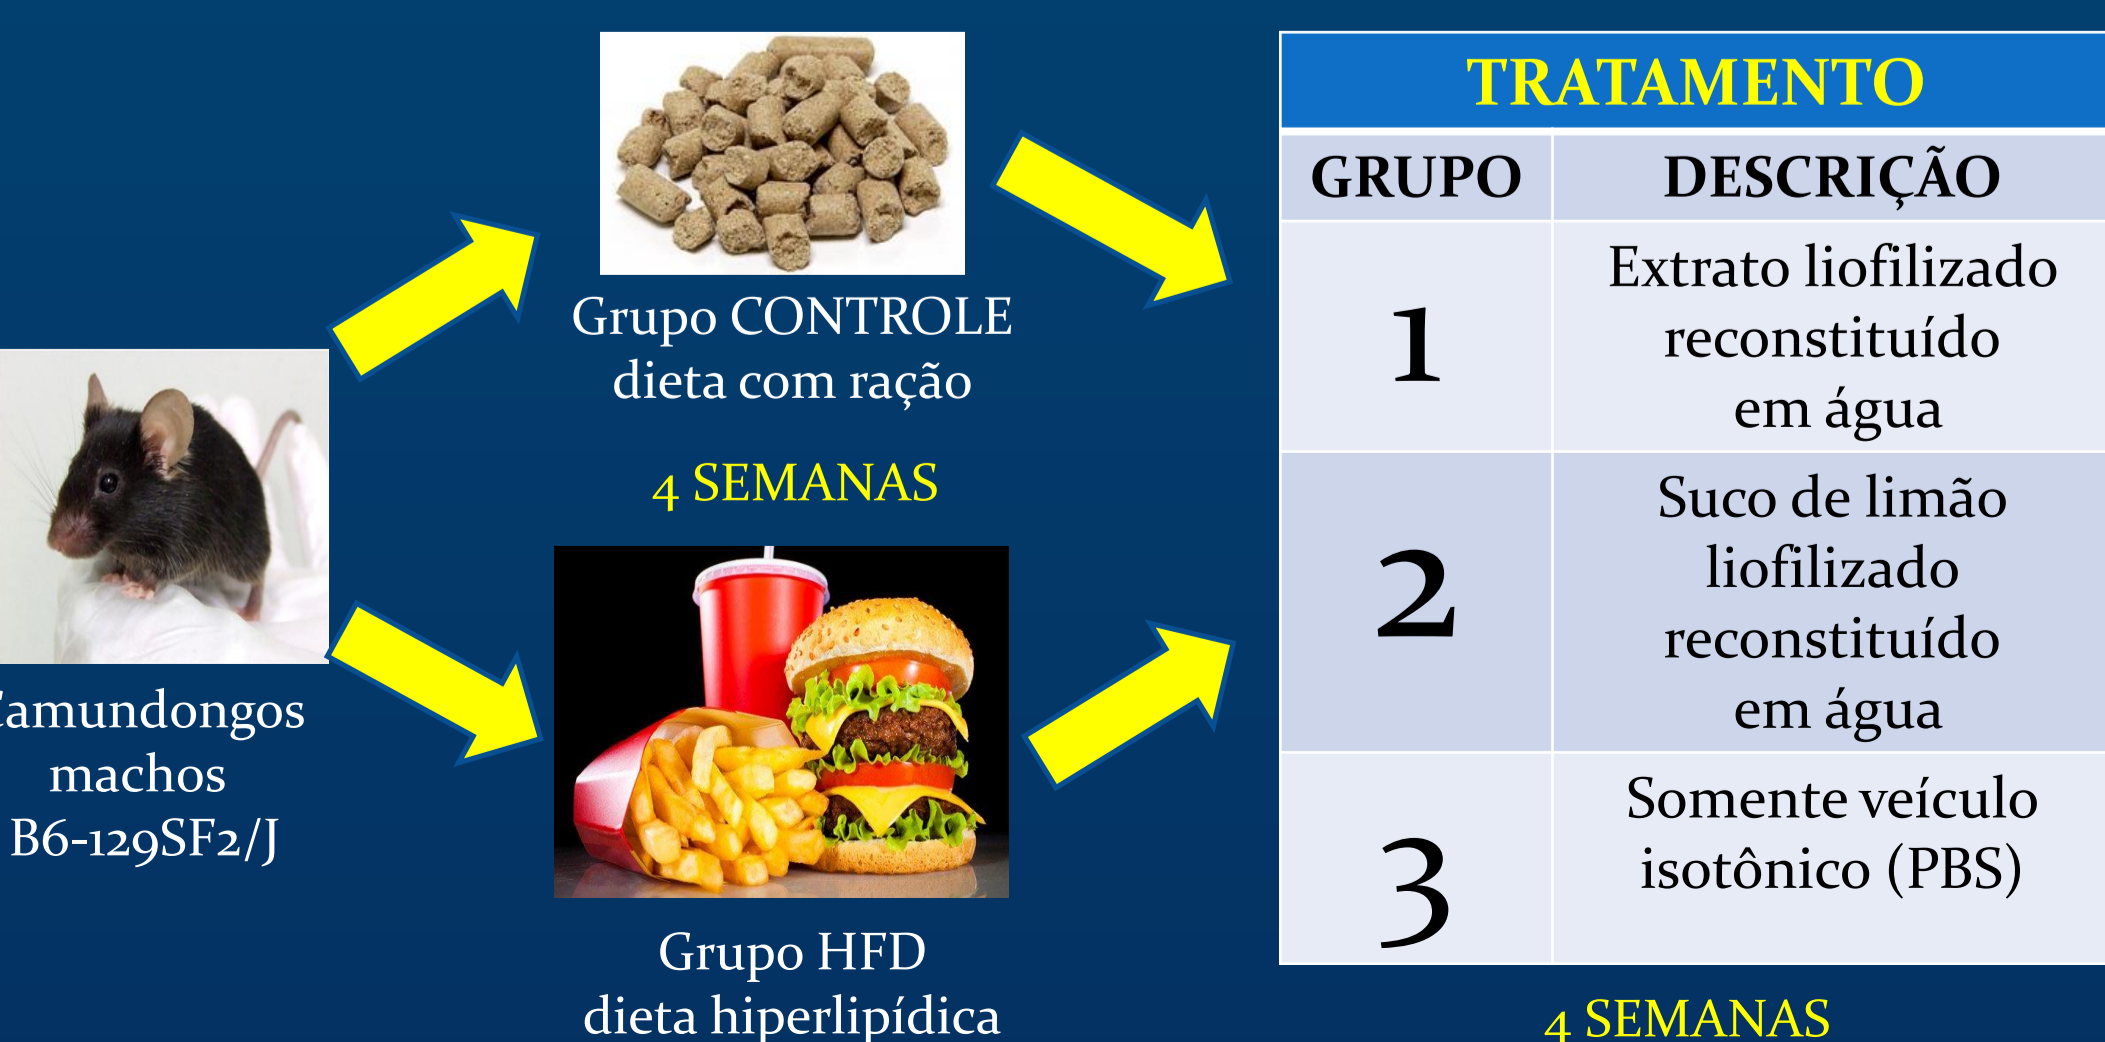 Grupo CONTROLE
dieta com ração
4 SEMANAS
Camundongos
machos
B6-129SF2/J
Grupo HFD
dieta hiperlipídica
TRATAMENTO
GRUPO DESCRIÇÃO
1
Extrato liofilizado
reconstituído
em água
2
Suco de limão
liofilizado
reconstituído
em água
3
Somente veículo
isotônico (PBS)
4 SEMANAS